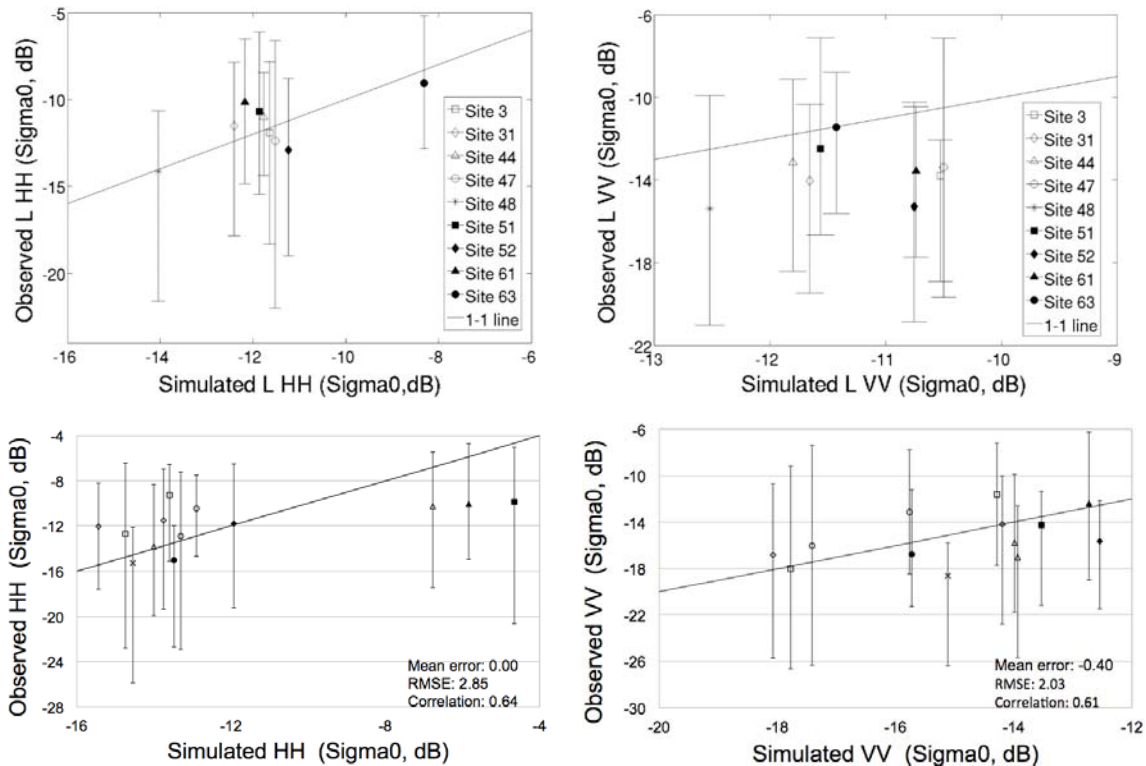 Observed L HH (Sigma0, dB)
-5
-10
-15
-20
Site 3
Site 31
Site 44
Site 47
Site 48
Site 51
Site 52
Site 61
Site 63
1-1 line
-16 -14 -12 -10 -8 -6
Simulated L HH (Sigma0,dB)
Observed L VV (Sigma0, dB)
-6
-10
-14
-18
-22
Site 3
Site 31
Site 44
Site 47
Site 48
Site 51
Site 52
Site 61
Site 63
1-1 line
-13 -12 -11 -10 -9
Simulated L VV (Sigma0, dB)
Observed HH (Sigma0, dB)
-4
-8
-12
-16
-20
-24
-28
Mean error: 0.00
RMSE: 2.85
Correlation: 0.64
-16 -12 -8 -4
Simulated HH (Sigma0, dB)
Observed VV (Sigma0, dB)
-6
-10
-14
-18
-22
-26
-30
Mean error: -0.40
RMSE: 2.03
Correlation: 0.61
-20 -18 -16 -14 -12
Simulated VV (Sigma0, dB)